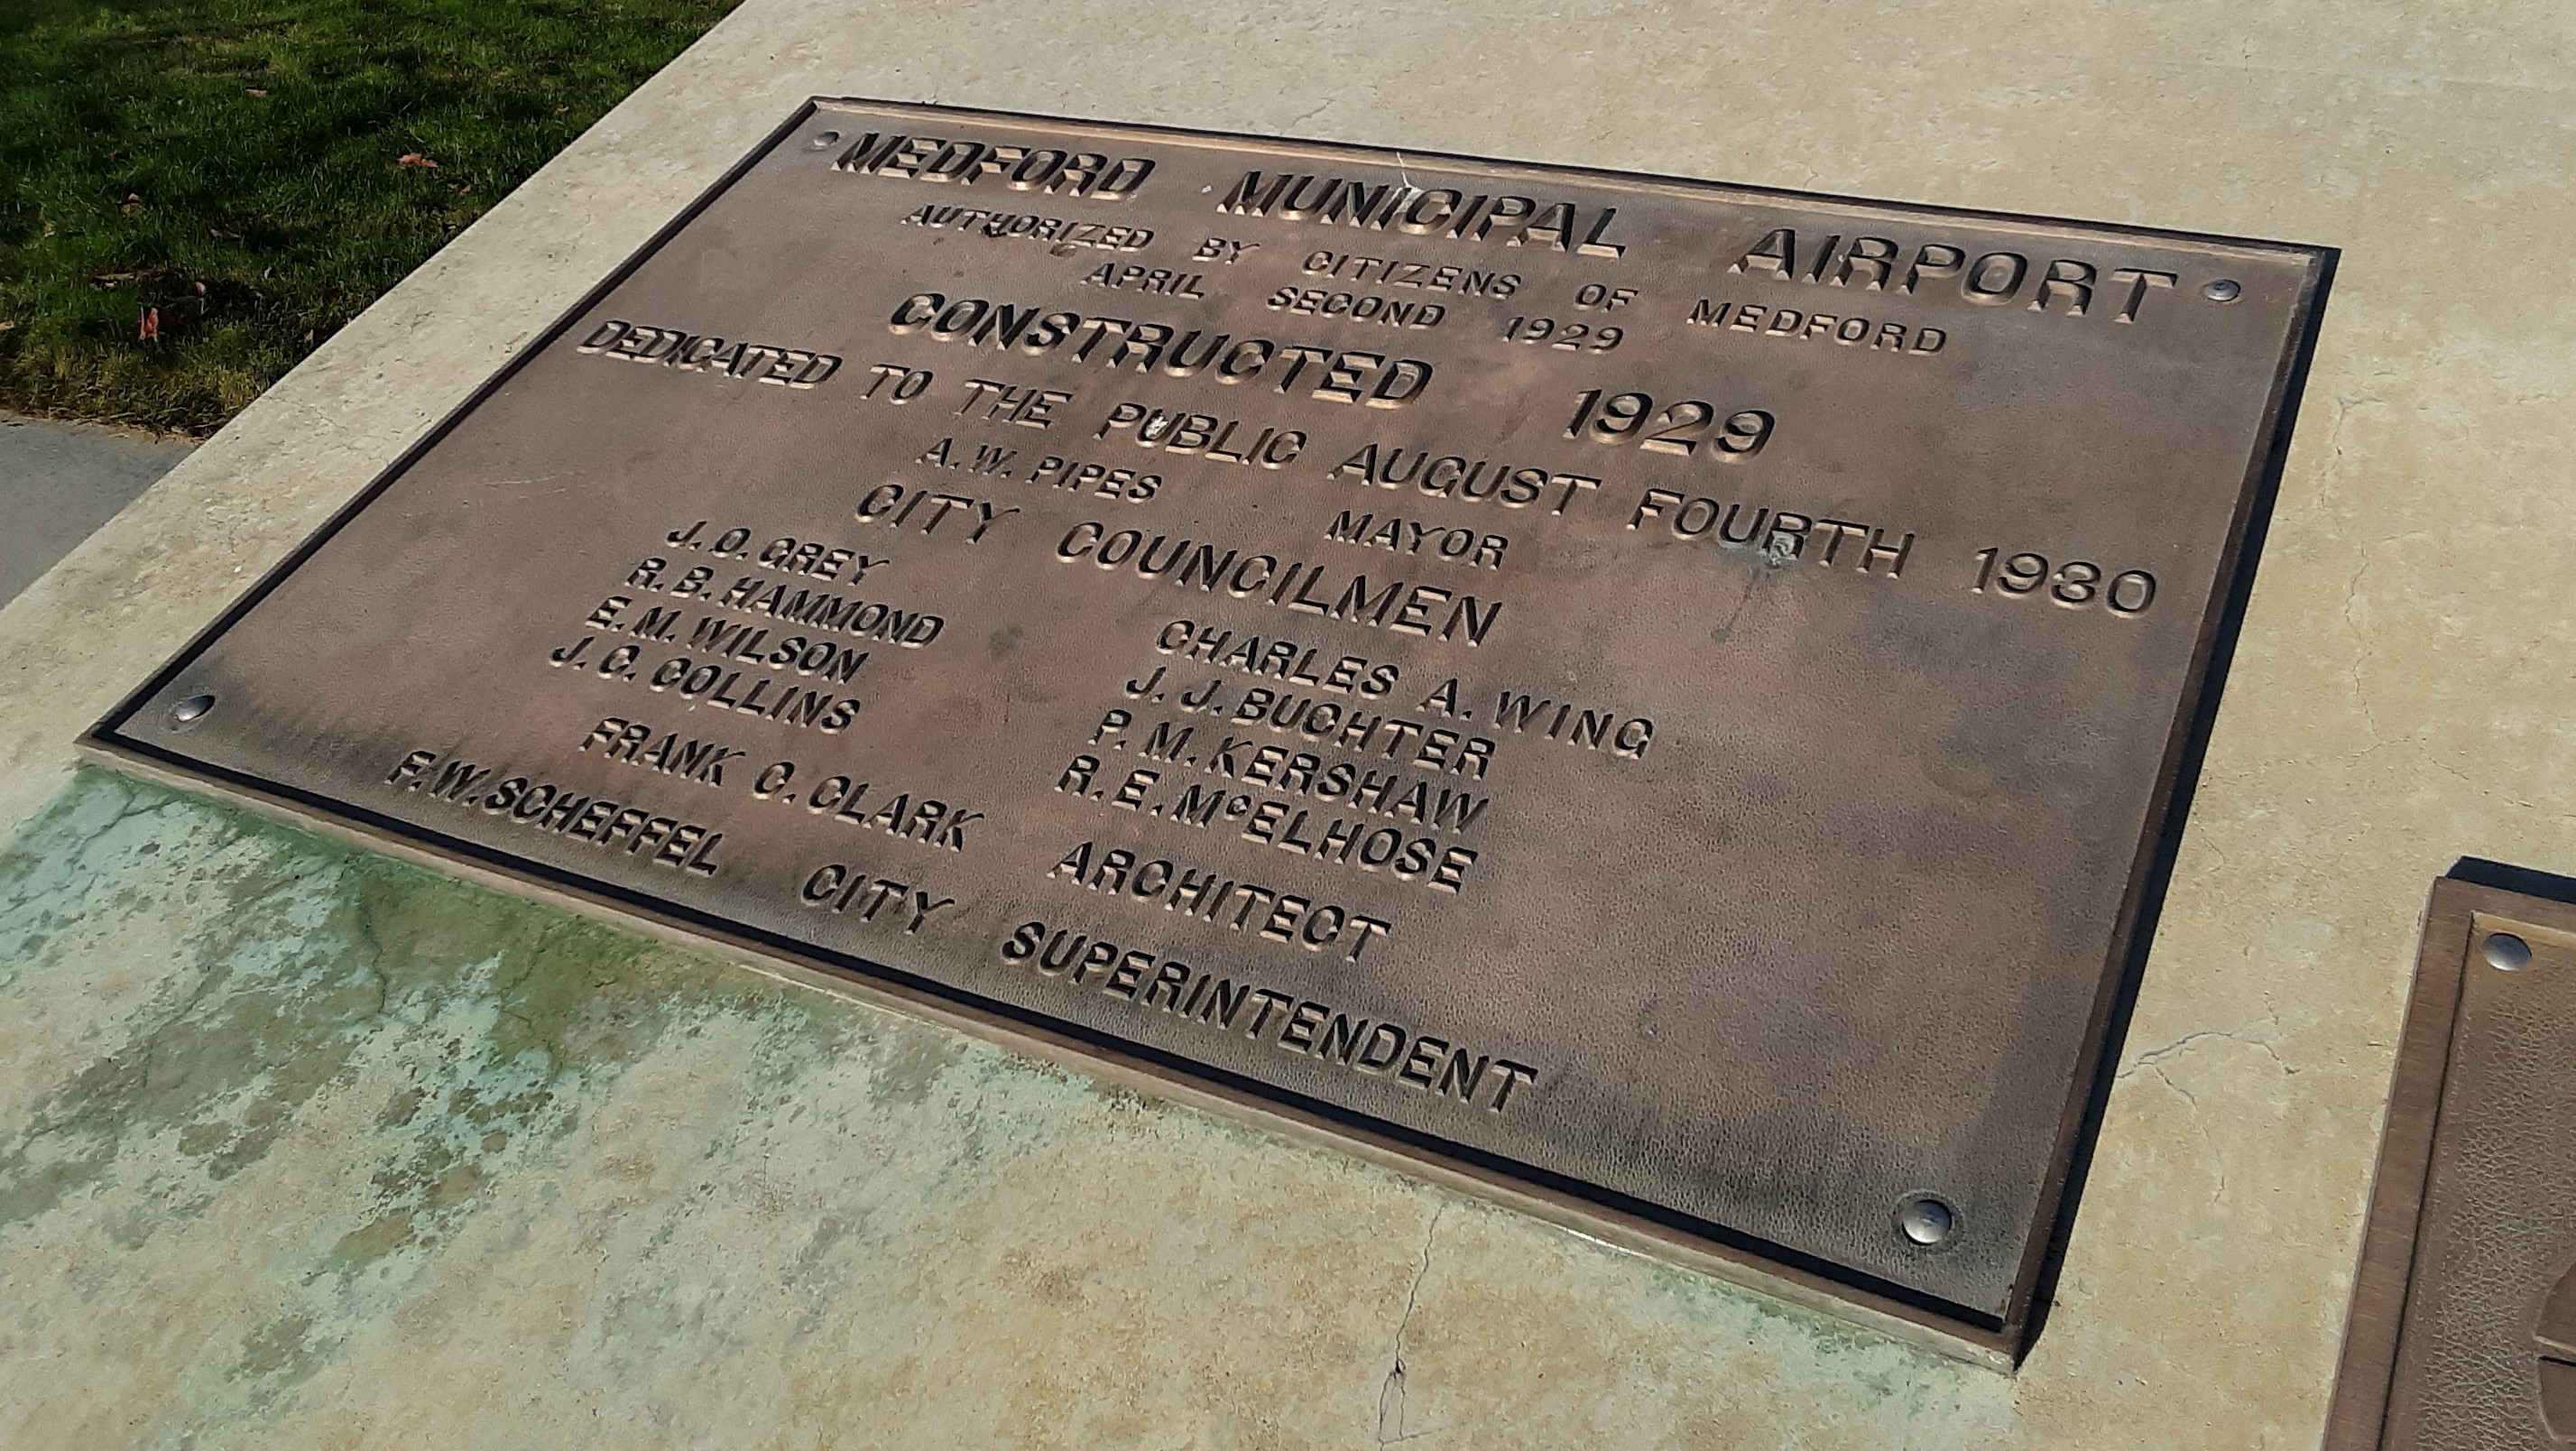 MEDFORD MUNICIPAL AIRPORT
AUTHORIZED BY CITIZENS OF MEDFORD
APRIL SECOND 1929
CONSTRUCTED 1929
DEDICATED TO THE PUBLIC AUGUST FOURTH 1930
A. W. PIPES MAYOR
CITY COUNCILMEN
J. O. GREY CHARLES A. WING
R. B. HAMMOND J. J. BUCHTER
E. M. WILSON P. M. KERSHAW
J. C. COLLINS R. E. McELHOSE
FRANK C. CLARK ARCHITECT
F. W. SCHEFFEL CITY SUPERINTENDENT